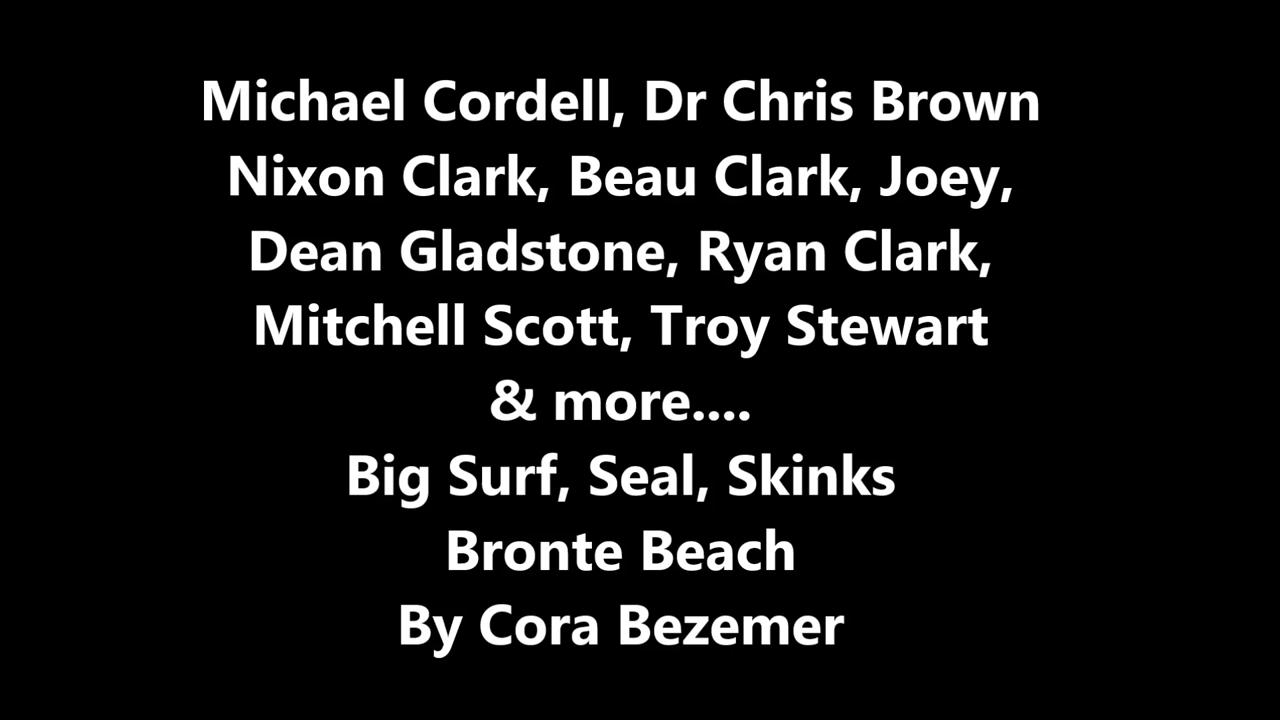 Michael Cordell, Dr Chris Brown
Nixon Clark, Beau Clark, Joey,
Dean Gladstone, Ryan Clark,
Mitchell Scott, Troy Stewart
& more....
Big Surf, Seal, Skinks
Bronte Beach
By Cora Bezemer